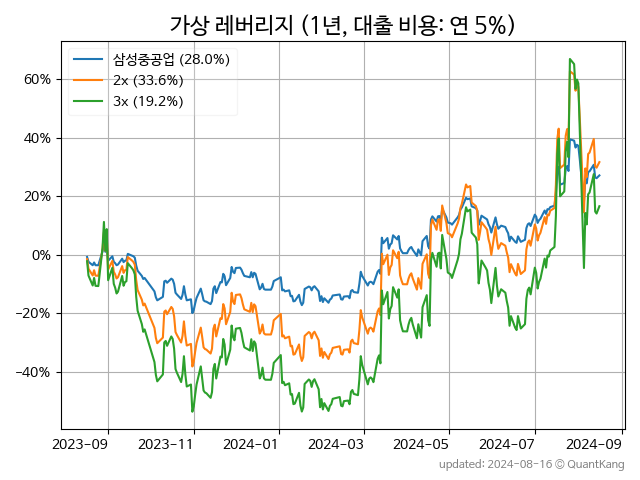 가상 레버리지 (1년, 대출 비용: 연 5%)
삼성중공업 (28.0%)
2x (33.6%)
3x (19.2%)
60%
40%
20%
0%
−20%
−40%
2023-09 2023-11 2024-01 2024-03 2024-05 2024-07 2024-09
updated: 2024-08-16 © QuantKang